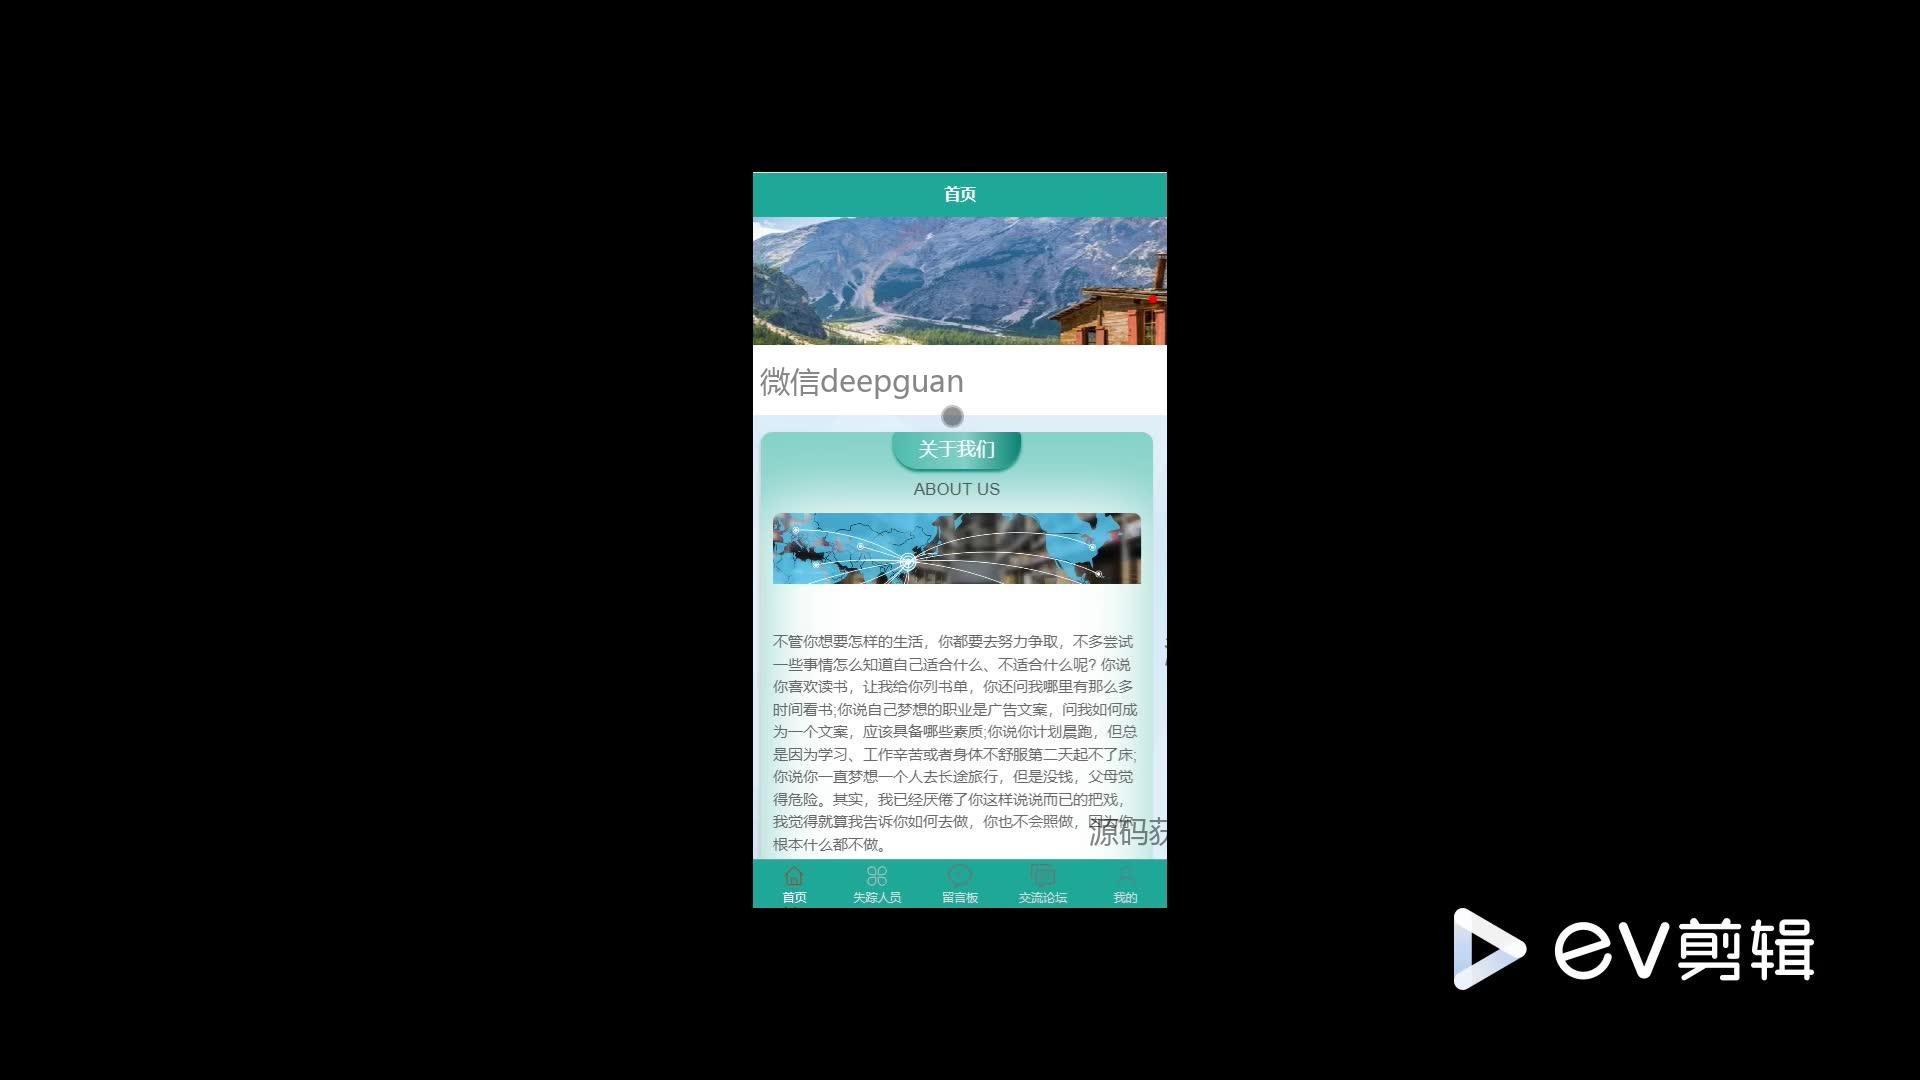 首页
微信deepguan
关于我们
ABOUT US
不管你想要怎样的生活，你都要去努力争取，不多尝试
一些事情怎么知道自己适合什么、不适合什么呢? 你说
你喜欢读书，让我给你列书单，你还问我哪里有那么多
时间看书;你说自己梦想的职业是广告文案，问我如何成
为一个文案，应该具备哪些素质;你说你计划晨跑，但总
是因为学习、工作辛苦或者身体不舒服第二天起不了床;
你说你一直梦想一个人去长途旅行，但是没钱，父母觉
得危险。其实，我已经厌倦了你这样说说而已的把戏，
我觉得就算我告诉你如何去做，你也不会照做，因为你
根本什么都不做。
源码获
首页
失踪人员
留言板
交流论坛
我的
ev剪辑